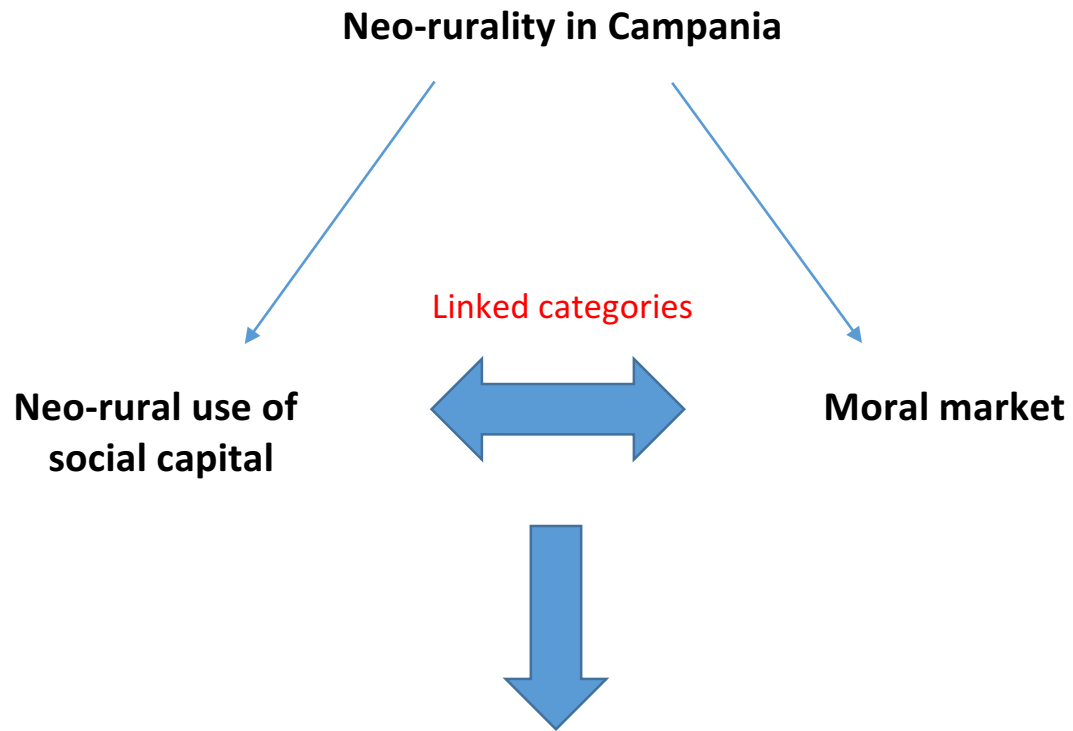 Neo-rurality in Campania
Linked categories
Neo-rural use of
social capital
Moral market